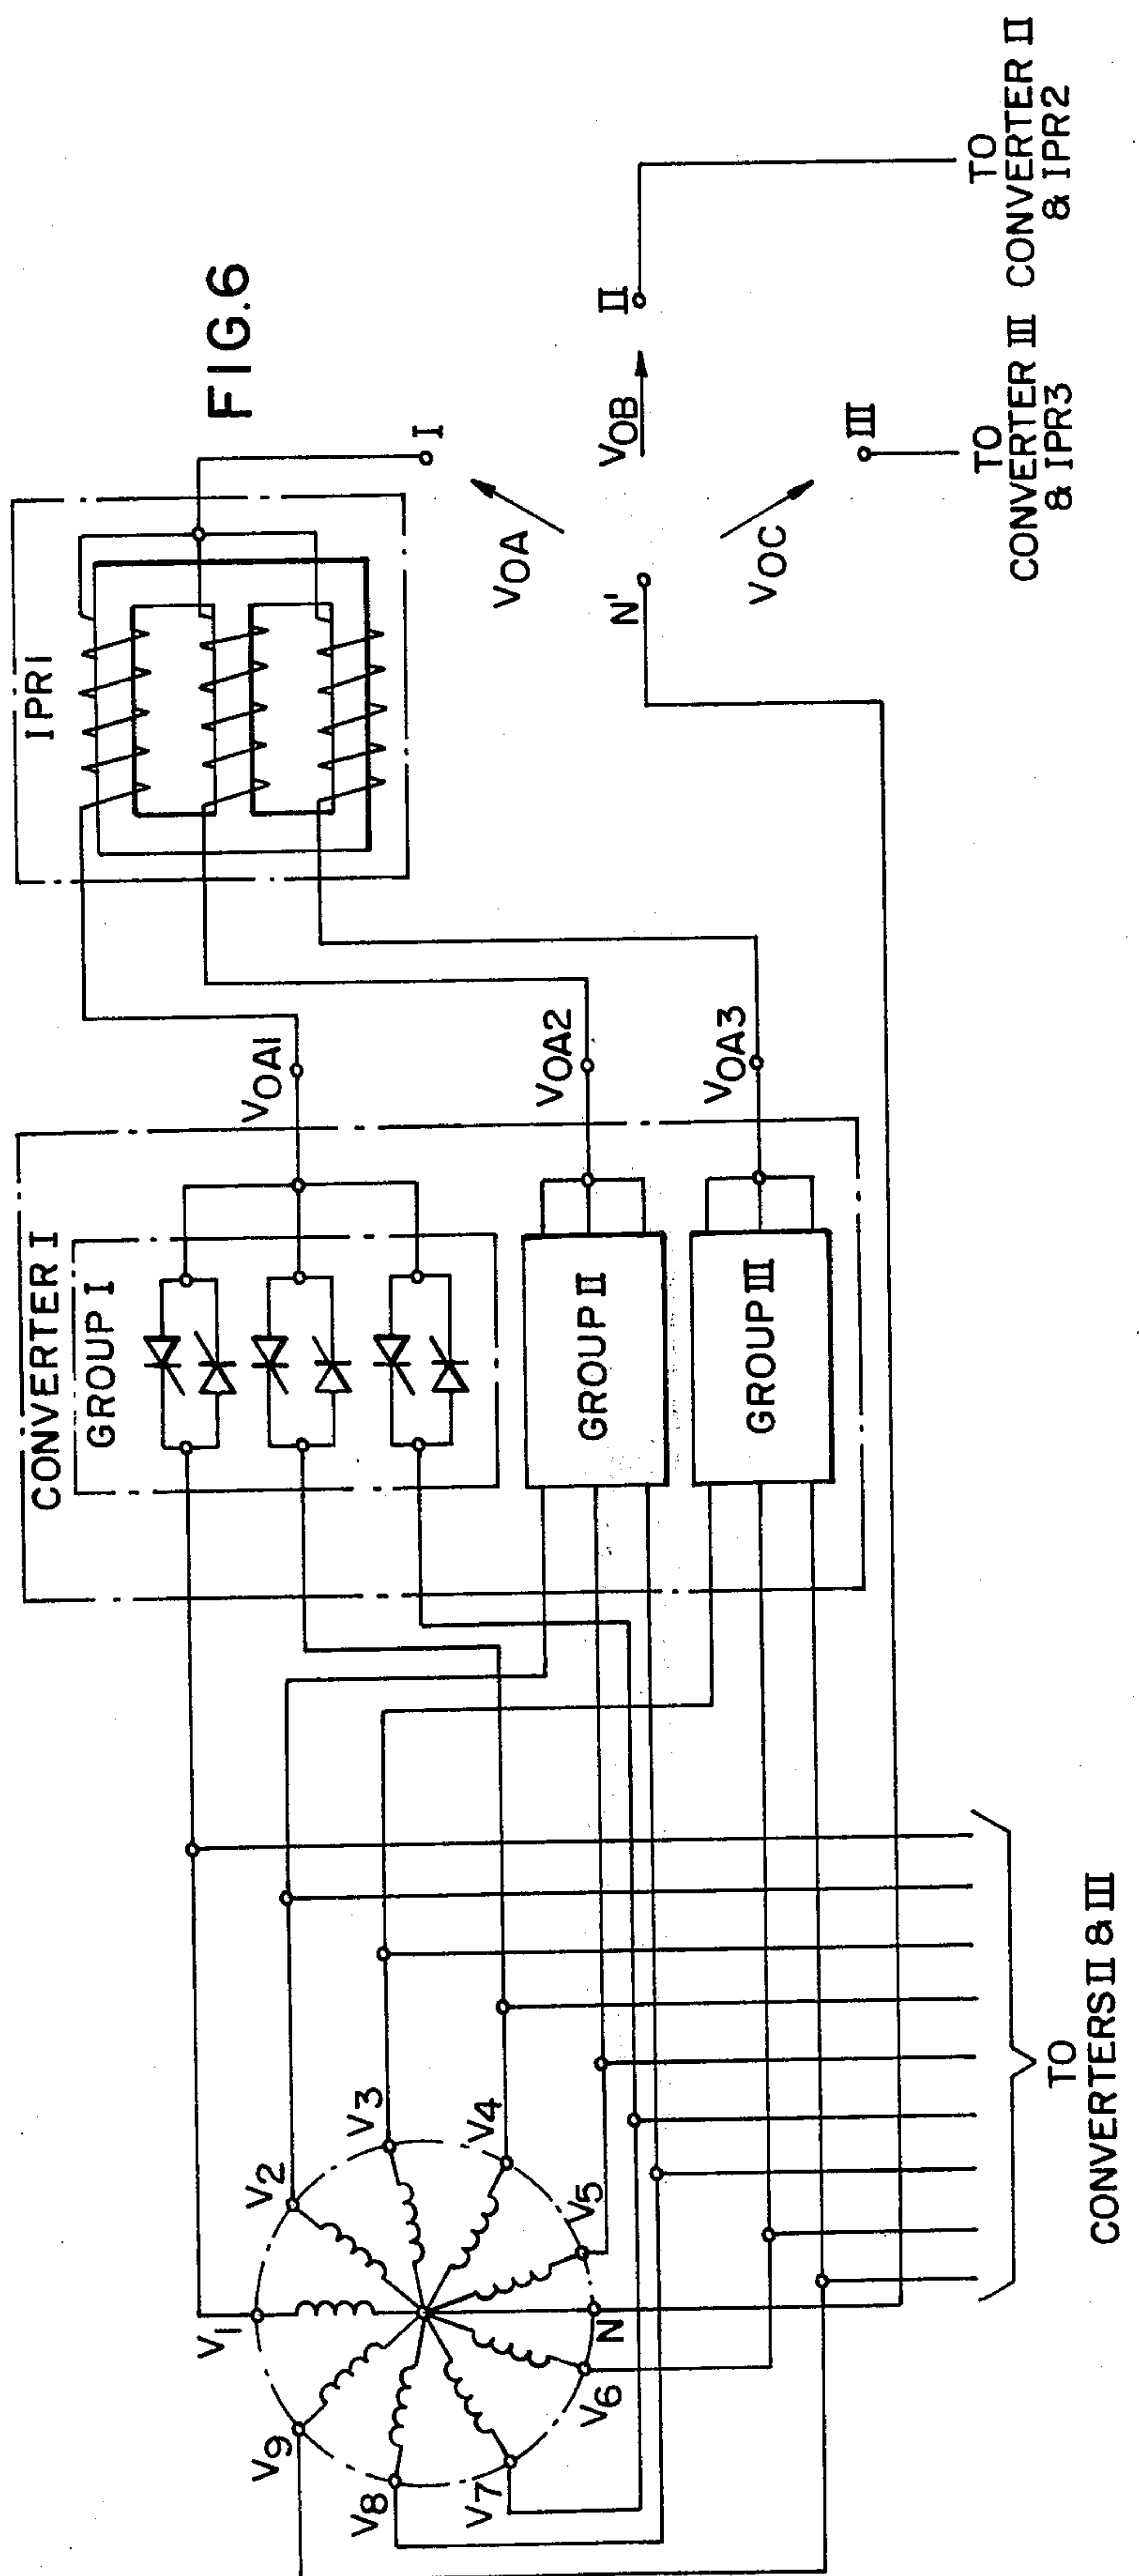 FIG.6
IPR1
CONVERTER I
GROUP I
GROUP II
GROUP III
VOA1
VOA2
VOA3
I
II
III
VOA
VOB
VOC
N'
V1
V2
V3
V4
V5
N
V6
V7
V8
V9
TO
CONVERTERS II & III
TO
CONVERTER III
& IPR3
TO
CONVERTER II
& IPR2